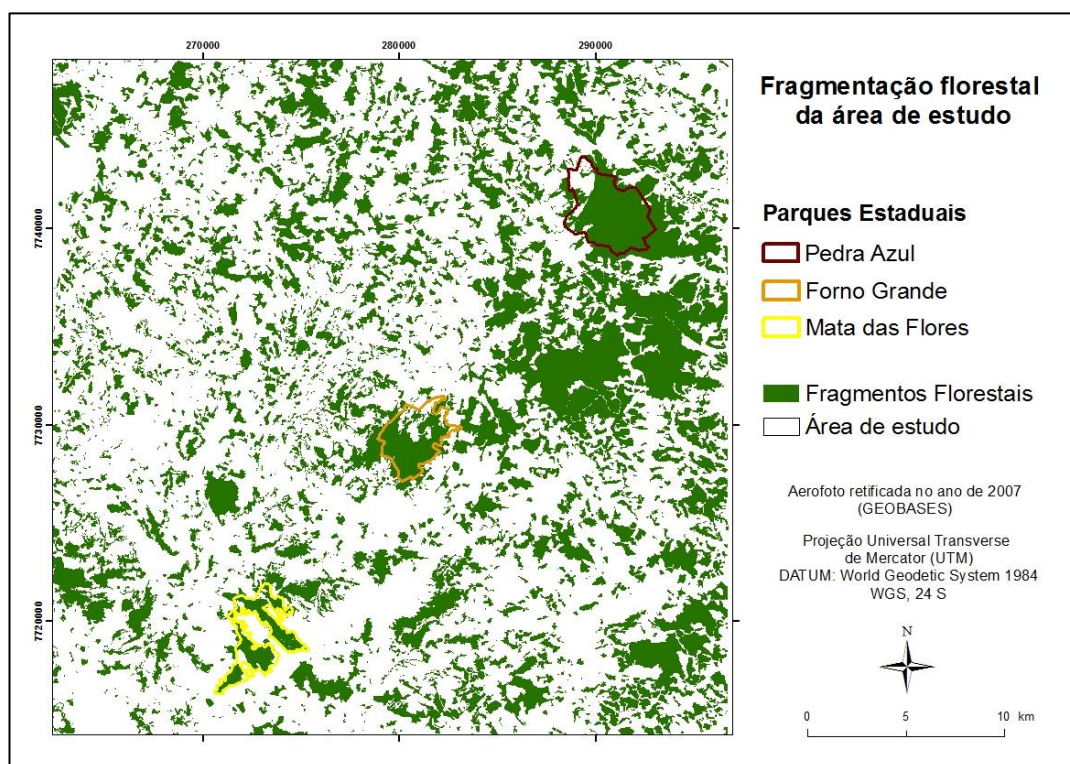 270000
280000
290000
7740000
7730000
7720000
Fragmentação florestal
da área de estudo
Parques Estaduais
Pedra Azul
Forno Grande
Mata das Flores
Fragmentos Florestais
Área de estudo
Aerofoto retificada no ano de 2007
(GEOBASES)
Projeção Universal Transverse
de Mercator (UTM)
DATUM: World Geodetic System 1984
WGS, 24 S
N
0 5 10 km